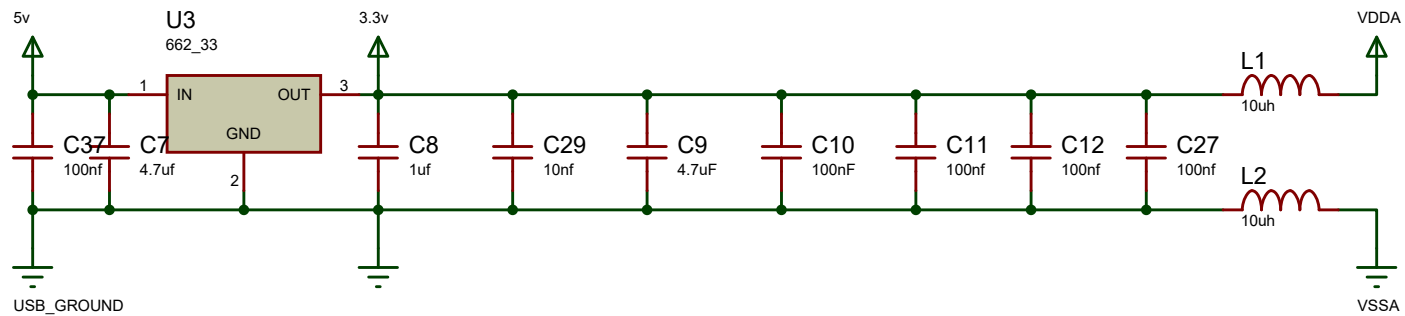 5v
U3
662_33
3.3v
VDDA
1
IN
OUT
3
GND
2
L1
10uh
C37
100nf
C7
4.7uf
C8
1uf
C29
10nf
C9
4.7uF
C10
100nF
C11
100nf
C12
100nf
C27
100nf
L2
10uh
USB_GROUND
VSSA